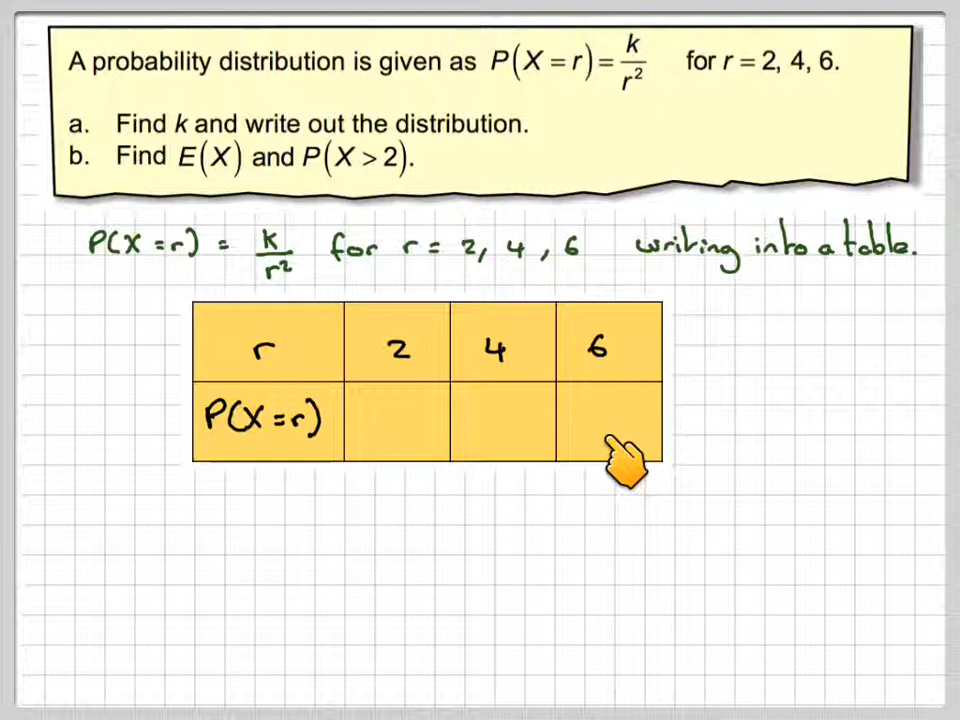 A probability distribution is given as P(X = r) = k/r² for r = 2, 4, 6.
a. Find k and write out the distribution.
b. Find E(X) and P(X > 2).
P(X = r) = k/r² for r = 2, 4, 6 writing into a table.
r 2 4 6
P(X = r)